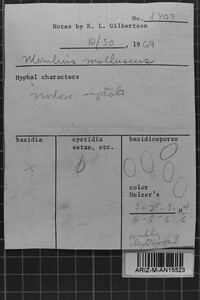 No. 8407
Notes by R. L. Gilbertson
10/30, 1969
Merulius molluscus
Hyphal characters
nodose-septate
basidia
cystidia
setae, etc.
basidiospores
color
Melzer's
ARIZ-M-AN15523